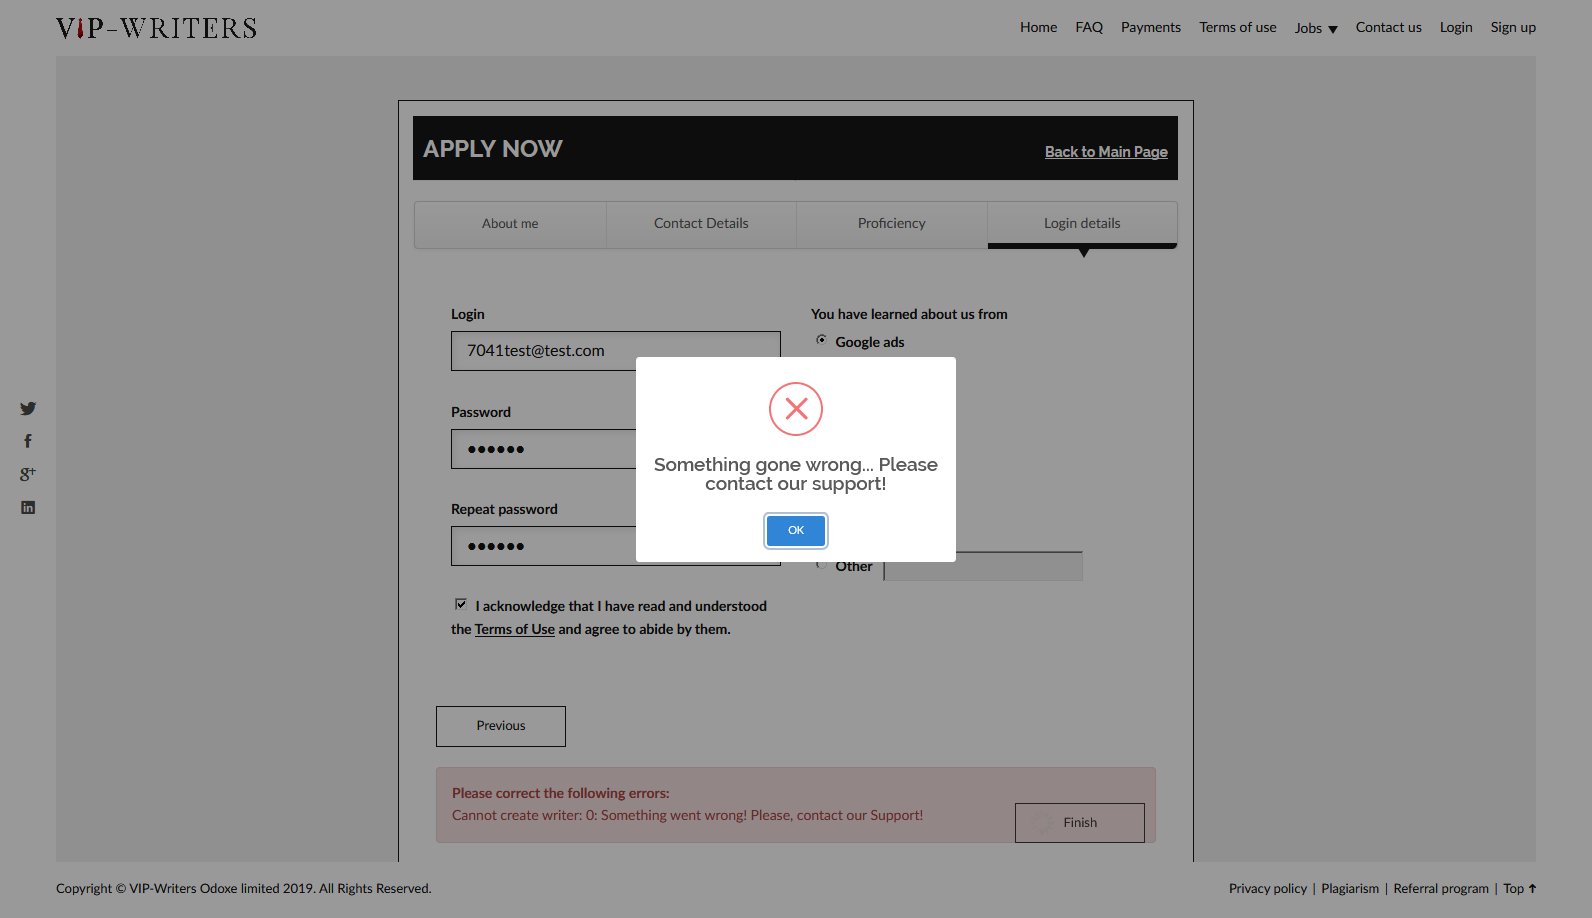 VIP-WRITERS
Home
FAQ
Payments
Terms of use
Jobs
Contact us
Login
Sign up
APPLY NOW
Back to Main Page
About me
Contact Details
Proficiency
Login details
Login
7041test@test.com
Password
Repeat password
I acknowledge that I have read and understood
the Terms of Use and agree to abide by them.
You have learned about us from
Google ads
Other
Something gone wrong... Please
contact our support!
OK
Previous
Please correct the following errors:
Cannot create writer: 0: Something went wrong! Please, contact our Support!
Finish
Copyright © VIP-Writers Odoxe limited 2019. All Rights Reserved.
Privacy policy | Plagiarism | Referral program | Top